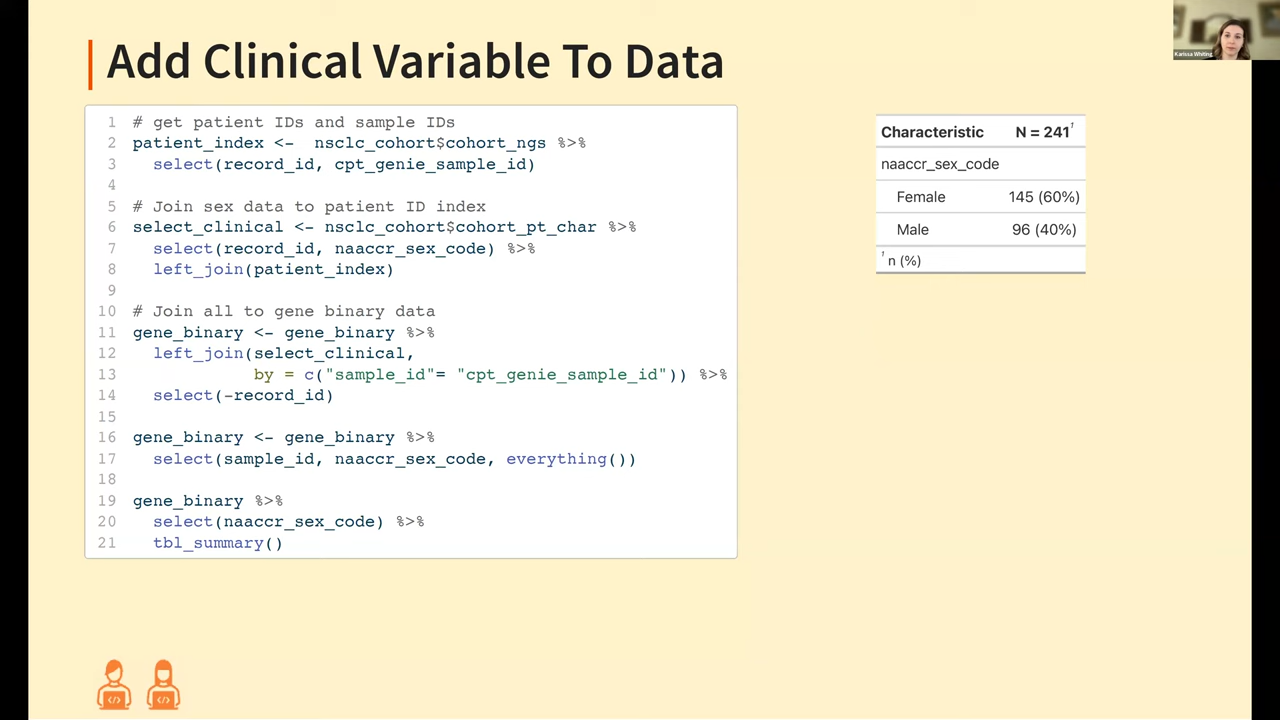 Add Clinical Variable To Data
Karissa Whiting
1 # get patient IDs and sample IDs
2 patient_index <-  nsclc_cohort$cohort_ngs %>%
3   select(record_id, cpt_genie_sample_id)
4
5 # Join sex data to patient ID index
6 select_clinical <- nsclc_cohort$cohort_pt_char %>%
7   select(record_id, naaccr_sex_code) %>%
8   left_join(patient_index)
9
10 # Join all to gene binary data
11 gene_binary <- gene_binary %>%
12   left_join(select_clinical,
13             by = c("sample_id"= "cpt_genie_sample_id")) %>%
14   select(-record_id)
15
16 gene_binary <- gene_binary %>%
17   select(sample_id, naaccr_sex_code, everything())
18
19 gene_binary %>%
20   select(naaccr_sex_code) %>%
21   tbl_summary()
Characteristic N = 241¹
naaccr_sex_code
Female 145 (60%)
Male 96 (40%)
¹ n (%)